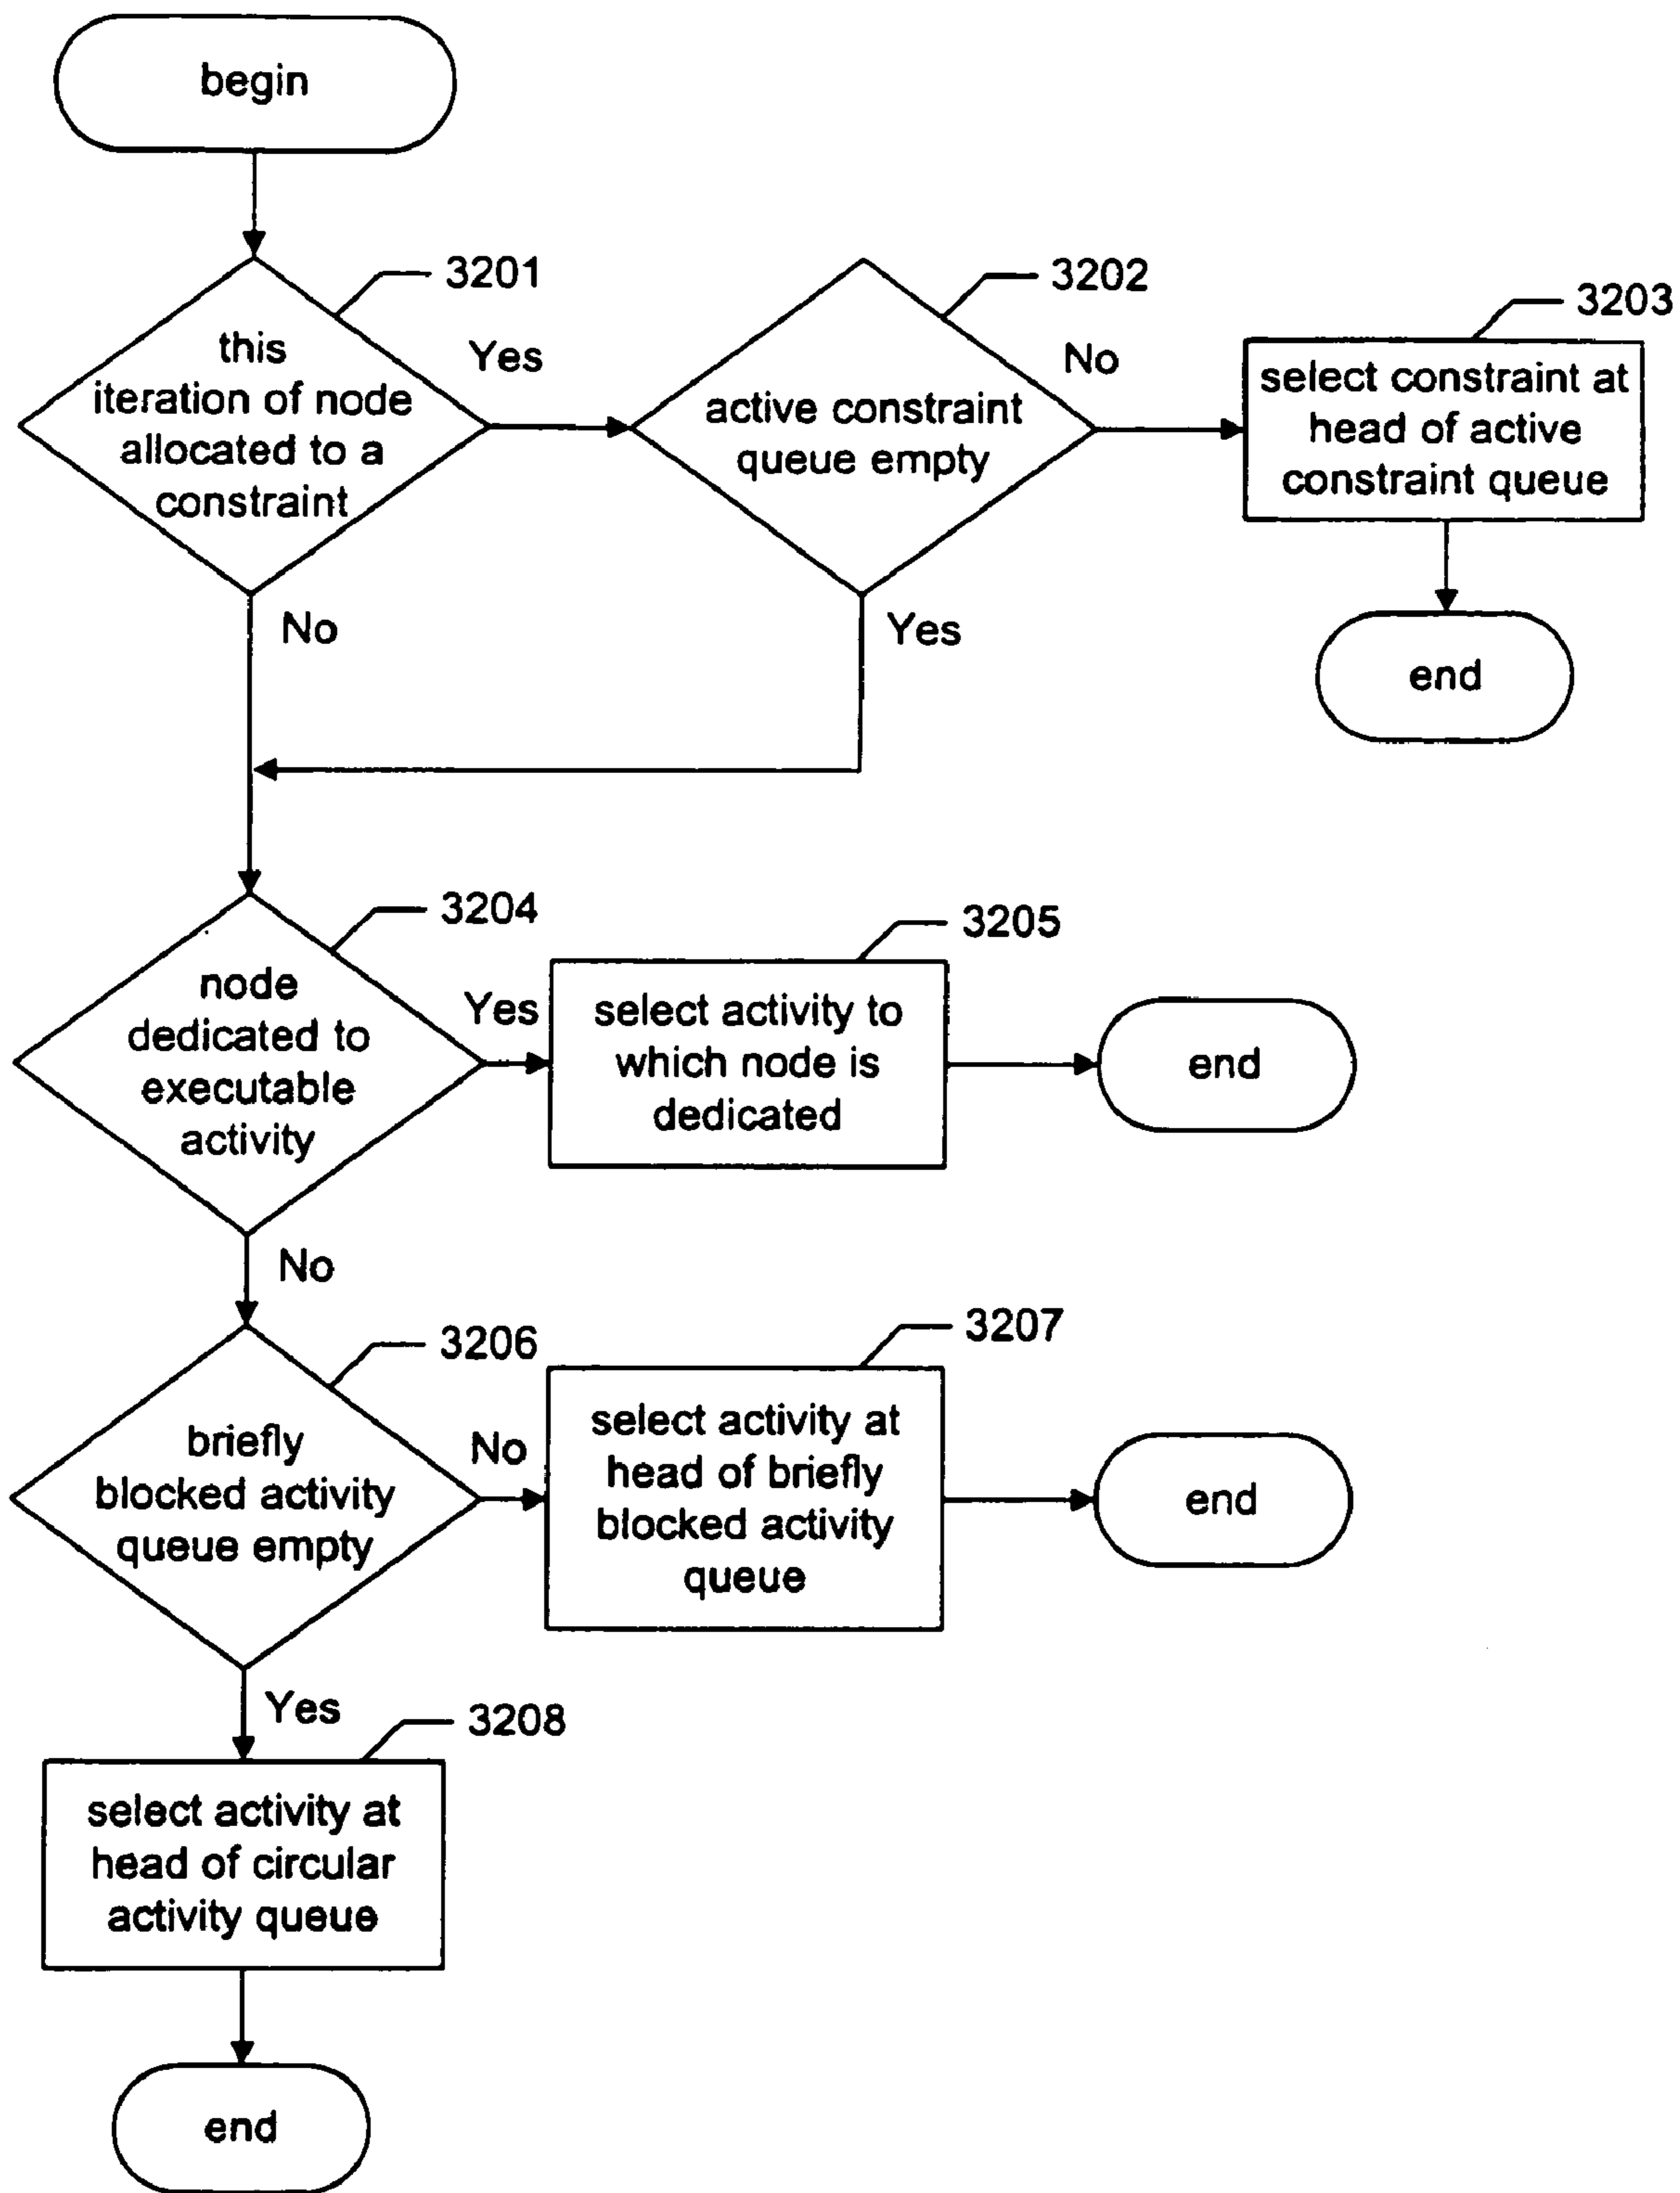 begin
3201
this
iteration of node
allocated to a
constraint
Yes
3202
active constraint
queue empty
No
3203
select constraint at
head of active
constraint queue
end
No
Yes
3204
node
dedicated to
executable
activity
Yes
3205
select activity to
which node is
dedicated
end
No
3206
briefly
blocked activity
queue empty
No
3207
select activity at
head of briefly
blocked activity
queue
end
Yes
3208
select activity at
head of circular
activity queue
end